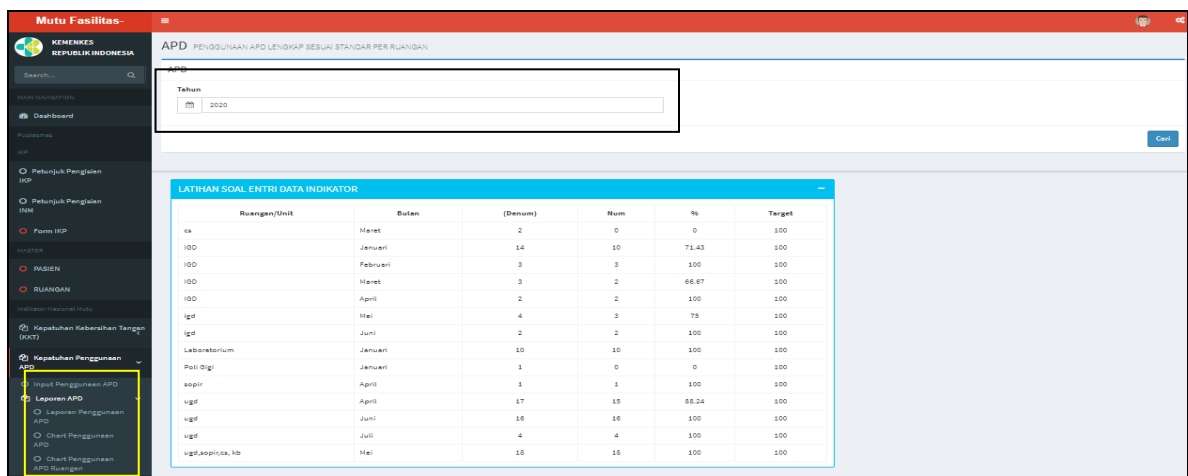 Mutu Fasilitas-
KEMENKES
REPUBLIK INDONESIA
Search...
MAIN NAVIGATION
Dashboard
Puskesmas
IKP
Petunjuk Pengisian
IKP
Petunjuk Pengisian
INM
Form IKP
MASTER
PASIEN
RUANGAN
Indikator Nasional Mutu
Kepatuhan Kebersihan Tangan
(KKT)
Kepatuhan Penggunaan
APD
Input Penggunaan APD
Laporan APD
Laporan Penggunaan
APD
Chart Penggunaan
APD
Chart Penggunaan
APD Ruangan
APD PENGGUNAAN APD LENGKAP SESUAI STANDAR PER RUANGAN
APD
Tahun
2020
Cari
LATIHAN SOAL ENTRI DATA INDIKATOR
Ruangan/Unit Bulan (Denum) Num % Target
cs Maret 2 0 0 100
IGD Januari 14 10 71.43 100
IGD Februari 3 3 100 100
IGD Maret 3 2 66.67 100
IGD April 2 2 100 100
igd Mei 4 3 75 100
igd Juni 2 2 100 100
Laboratorium Januari 10 10 100 100
Poli Gigi Januari 1 0 0 100
sopir April 1 1 100 100
ugd April 17 15 88.24 100
ugd Juni 16 16 100 100
ugd Juli 4 4 100 100
ugd,sopir,cs, kb Mei 18 18 100 100